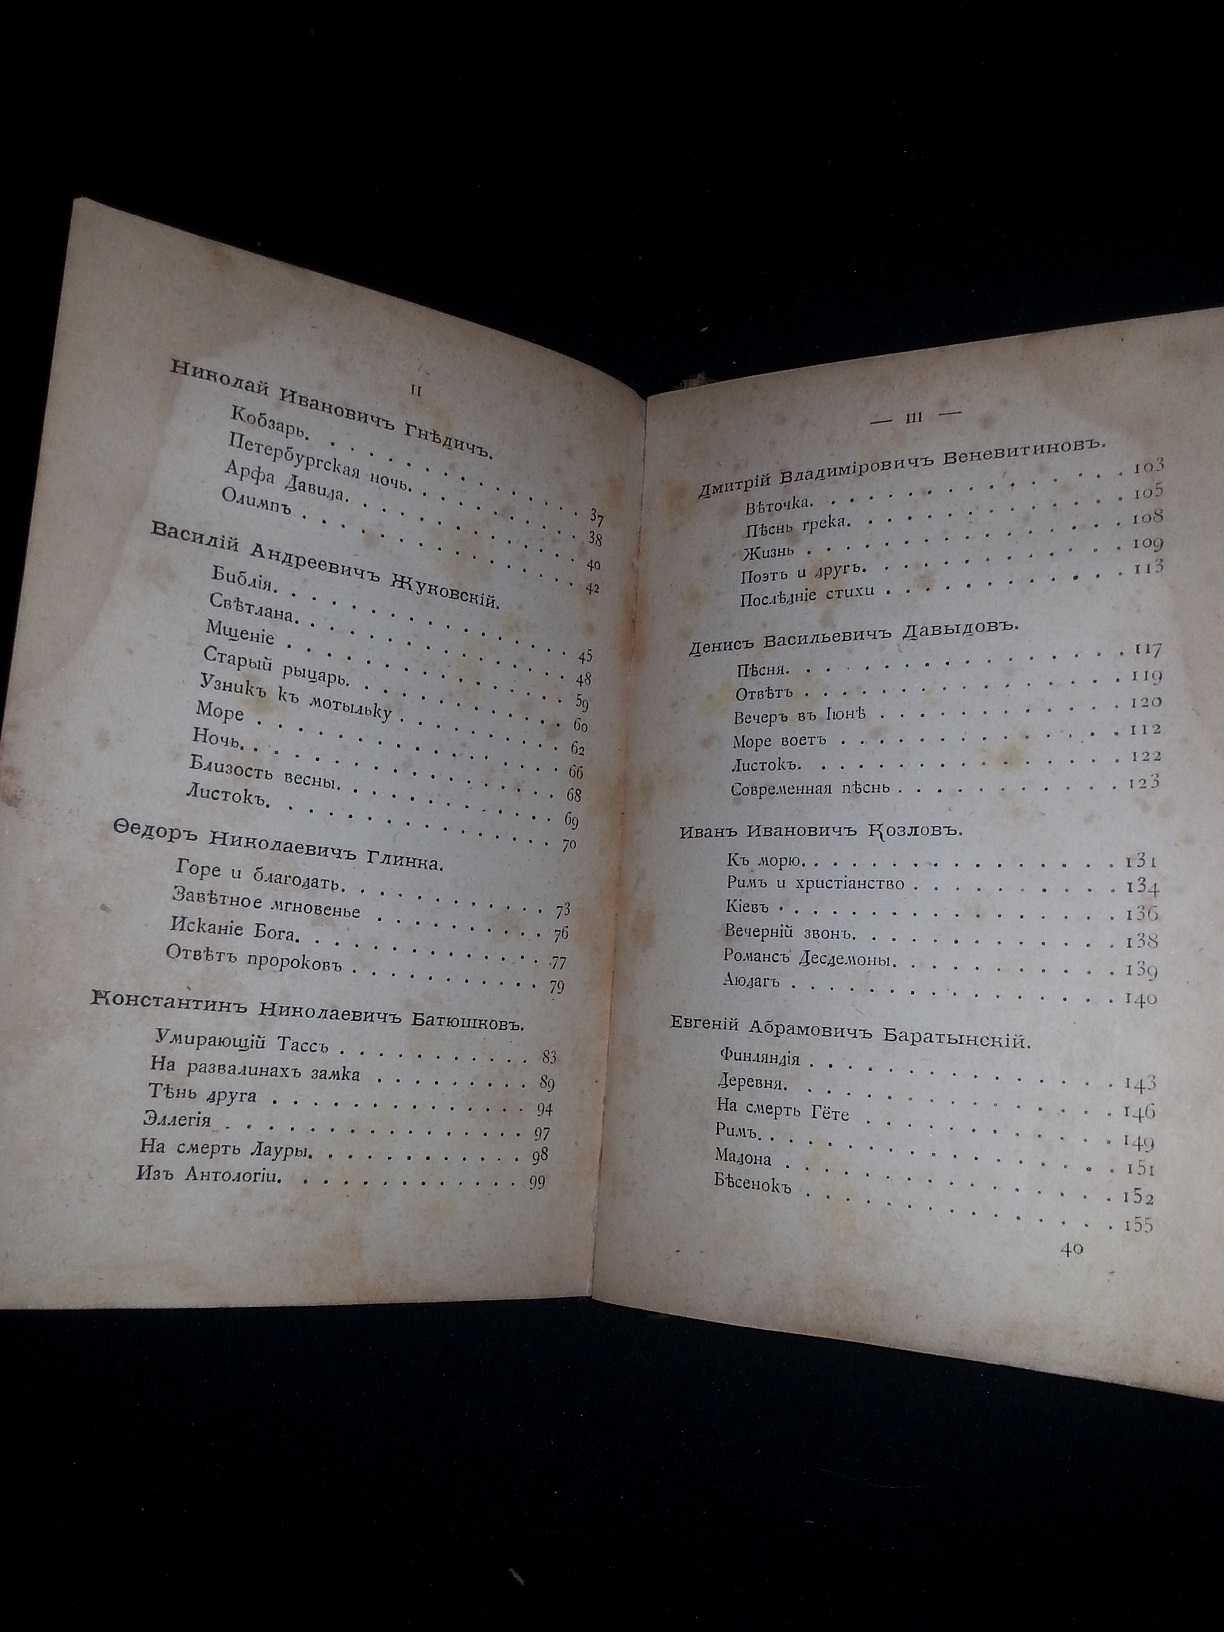 II
Николай Ивановичъ Гнѣдичъ.
Кобзарь. . . . . . . . . . . . 37
Петербургская ночь. . . . . . . . . 38
Арфа Давида. . . . . . . . . . . 40
Олимпъ . . . . . . . . . . . . 42
Василій Андреевичъ Жуковскій.
Библія. . . . . . . . . . . . . 45
Свѣтлана. . . . . . . . . . . . 48
Мщеніе . . . . . . . . . . . . 59
Старый рыцарь. . . . . . . . . . 60
Узникъ къ мотыльку . . . . . . . . 62
Море . . . . . . . . . . . . . 66
Ночь. . . . . . . . . . . . . . 68
Близость весны. . . . . . . . . . 69
Листокъ. . . . . . . . . . . . . 70
Ѳедоръ Николаевичъ Глинка.
Горе и благодать. . . . . . . . . . 73
Завѣтное мгновенье . . . . . . . . 76
Исканіе Бога. . . . . . . . . . . 77
Отвѣтъ пророковъ . . . . . . . . . 79
Константинъ Николаевичъ Батюшковъ.
Умирающій Тассъ . . . . . . . . . 83
На развалинахъ замка . . . . . . . . 89
Тѣнь друга . . . . . . . . . . . 94
Эллегія . . . . . . . . . . . . 97
На смерть Лауры. . . . . . . . . . 98
Изъ Антологіи. . . . . . . . . . . 99
— III —
Дмитрій Владиміровичъ Веневитиновъ.
Вѣточка. . . . . . . . . . . . . 103
Пѣснь грека. . . . . . . . . . . 105
Жизнь . . . . . . . . . . . . . 108
Поэтъ и другъ. . . . . . . . . . . 109
Послѣдніе стихи . . . . . . . . . 113
Денисъ Васильевичъ Давыдовъ.
Пѣсня. . . . . . . . . . . . . 117
Отвѣтъ . . . . . . . . . . . . 119
Вечеръ въ Іюнѣ . . . . . . . . . . 120
Море воетъ . . . . . . . . . . . 112
Листокъ. . . . . . . . . . . . . 122
Современная пѣснь . . . . . . . . . 123
Иванъ Ивановичъ Козловъ.
Къ морю. . . . . . . . . . . . . 131
Римъ и христіанство . . . . . . . . 134
Кіевъ . . . . . . . . . . . . . 136
Вечерній звонъ. . . . . . . . . . . 138
Романсъ Десдемоны. . . . . . . . . 139
Аюдагъ . . . . . . . . . . . . . 140
Евгеній Абрамовичъ Баратынскій.
Финляндія . . . . . . . . . . . . 143
Деревня. . . . . . . . . . . . . 146
На смерть Гёте . . . . . . . . . . 149
Римъ. . . . . . . . . . . . . . 151
Мадона . . . . . . . . . . . . . 152
Бѣсенокъ . . . . . . . . . . . . 155
40